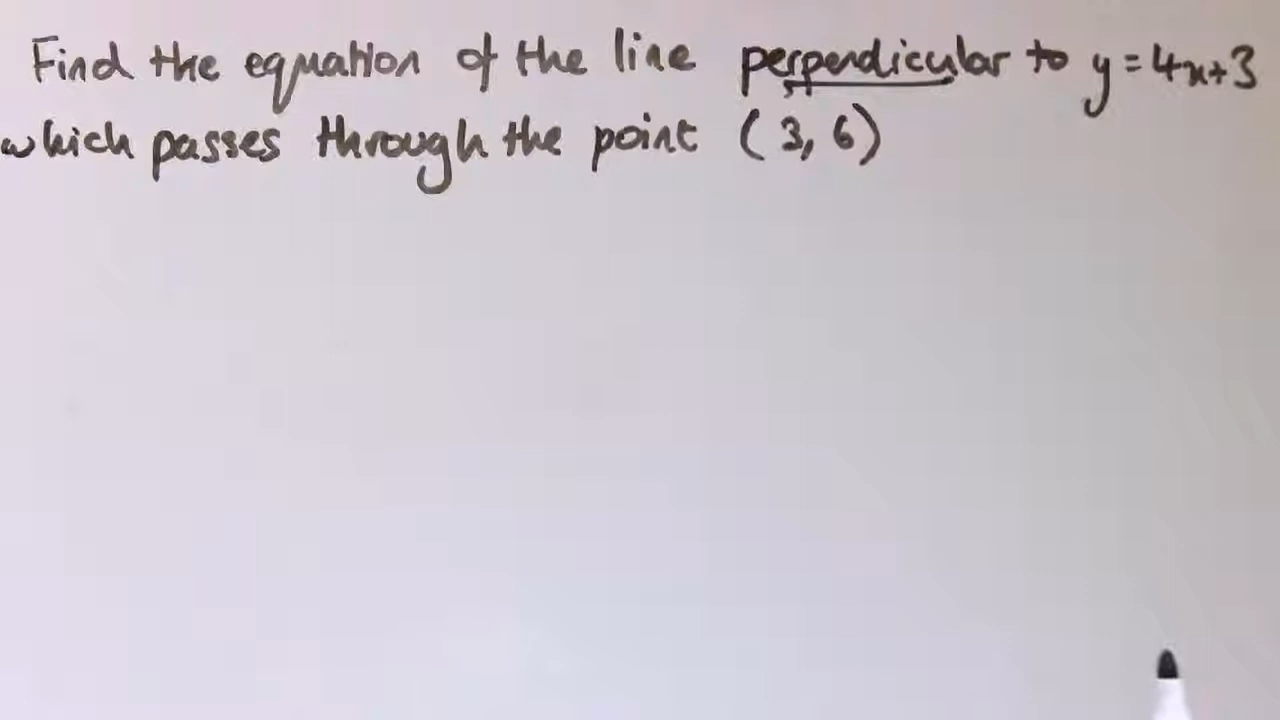 Find the equation of the line perpendicular to y=4x+3
which passes through the point (3, 6)